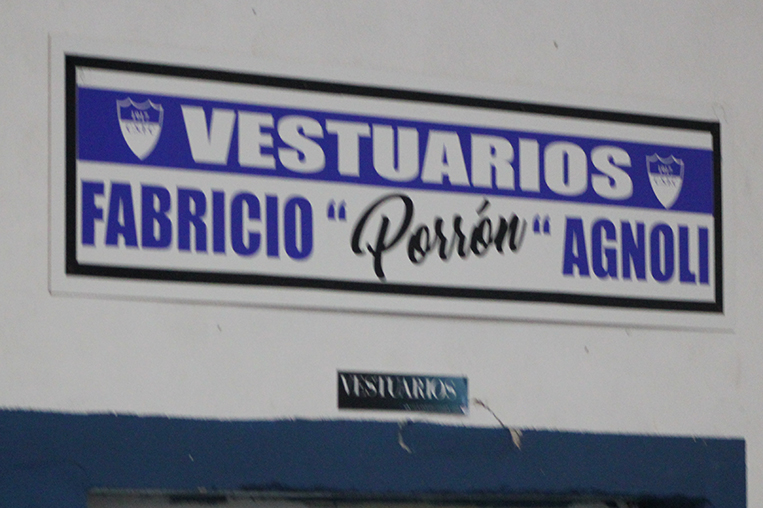 VESTUARIOS
FABRICIO “Porrón“ AGNOLI
VESTUARIOS